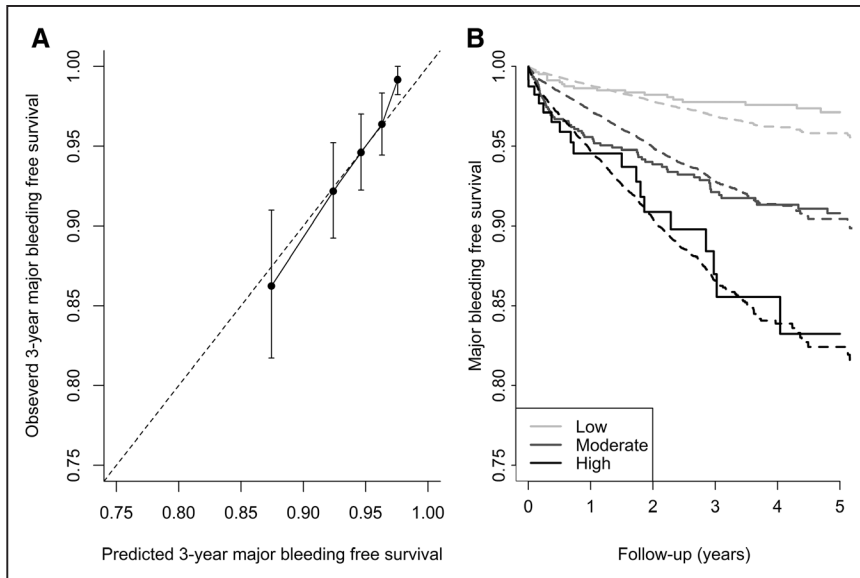 A
Obseverd 3-year major bleeding free survival
1.00
0.95
0.90
0.85
0.80
0.75
0.75 0.80 0.85 0.90 0.95 1.00
Predicted 3-year major bleeding free survival
B
Major bleeding free survival
1.00
0.95
0.90
0.85
0.80
0.75
Low
Moderate
High
0 1 2 3 4 5
Follow-up (years)